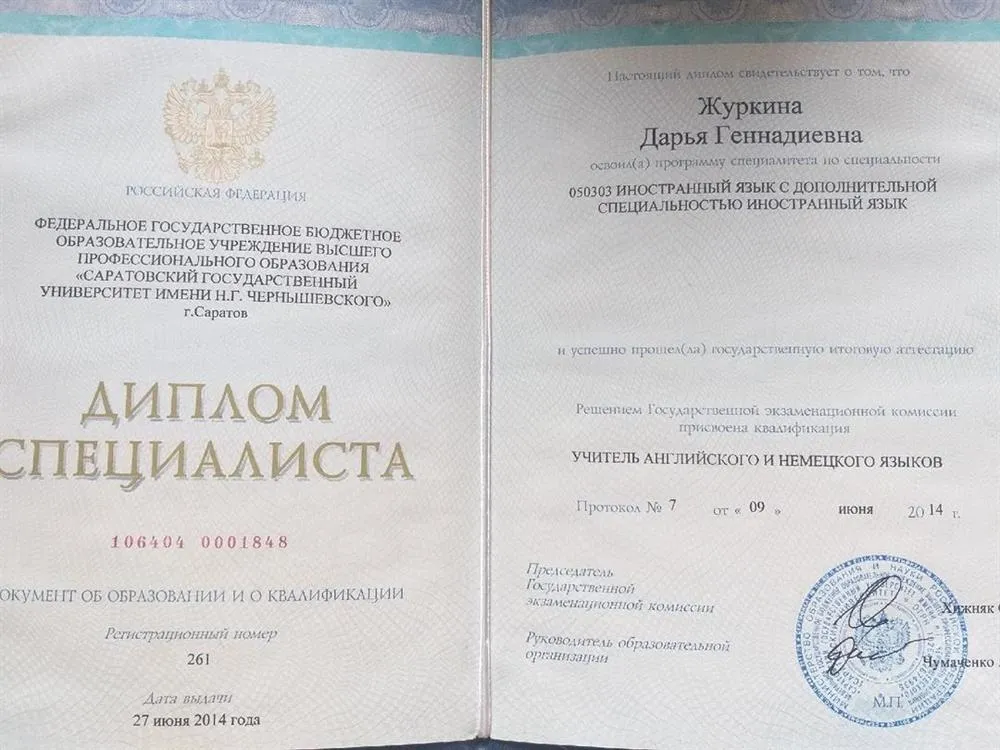 РОССИЙСКАЯ ФЕДЕРАЦИЯ
ФЕДЕРАЛЬНОЕ ГОСУДАРСТВЕННОЕ БЮДЖЕТНОЕ
ОБРАЗОВАТЕЛЬНОЕ УЧРЕЖДЕНИЕ ВЫСШЕГО
ПРОФЕССИОНАЛЬНОГО ОБРАЗОВАНИЯ
«САРАТОВСКИЙ ГОСУДАРСТВЕННЫЙ
УНИВЕРСИТЕТ ИМЕНИ Н.Г. ЧЕРНЫШЕВСКОГО»
г.Саратов
ДИПЛОМ
СПЕЦИАЛИСТА
106404 0001848
ОКУМЕНТ ОБ ОБРАЗОВАНИИ И О КВАЛИФИКАЦИИ
Регистрационный номер
261
Дата выдачи
27 июня 2014 года
Настоящий диплом свидетельствует о том, что
Журкина
Дарья Геннадиевна
освоил(а) программу специалитета по специальности
050303 ИНОСТРАННЫЙ ЯЗЫК С ДОПОЛНИТЕЛЬНОЙ
СПЕЦИАЛЬНОСТЬЮ ИНОСТРАННЫЙ ЯЗЫК
и успешно прошел(ла) государственную итоговую аттестацию
Решением Государственной экзаменационной комиссии
присвоена квалификация
УЧИТЕЛЬ АНГЛИЙСКОГО И НЕМЕЦКОГО ЯЗЫКОВ
Протокол № 7 от « 09 » июня 2014 г.
Председатель
Государственной
экзаменационной комиссии
Хижняк
Руководитель образовательной
организации
Чумаченко
М.П.